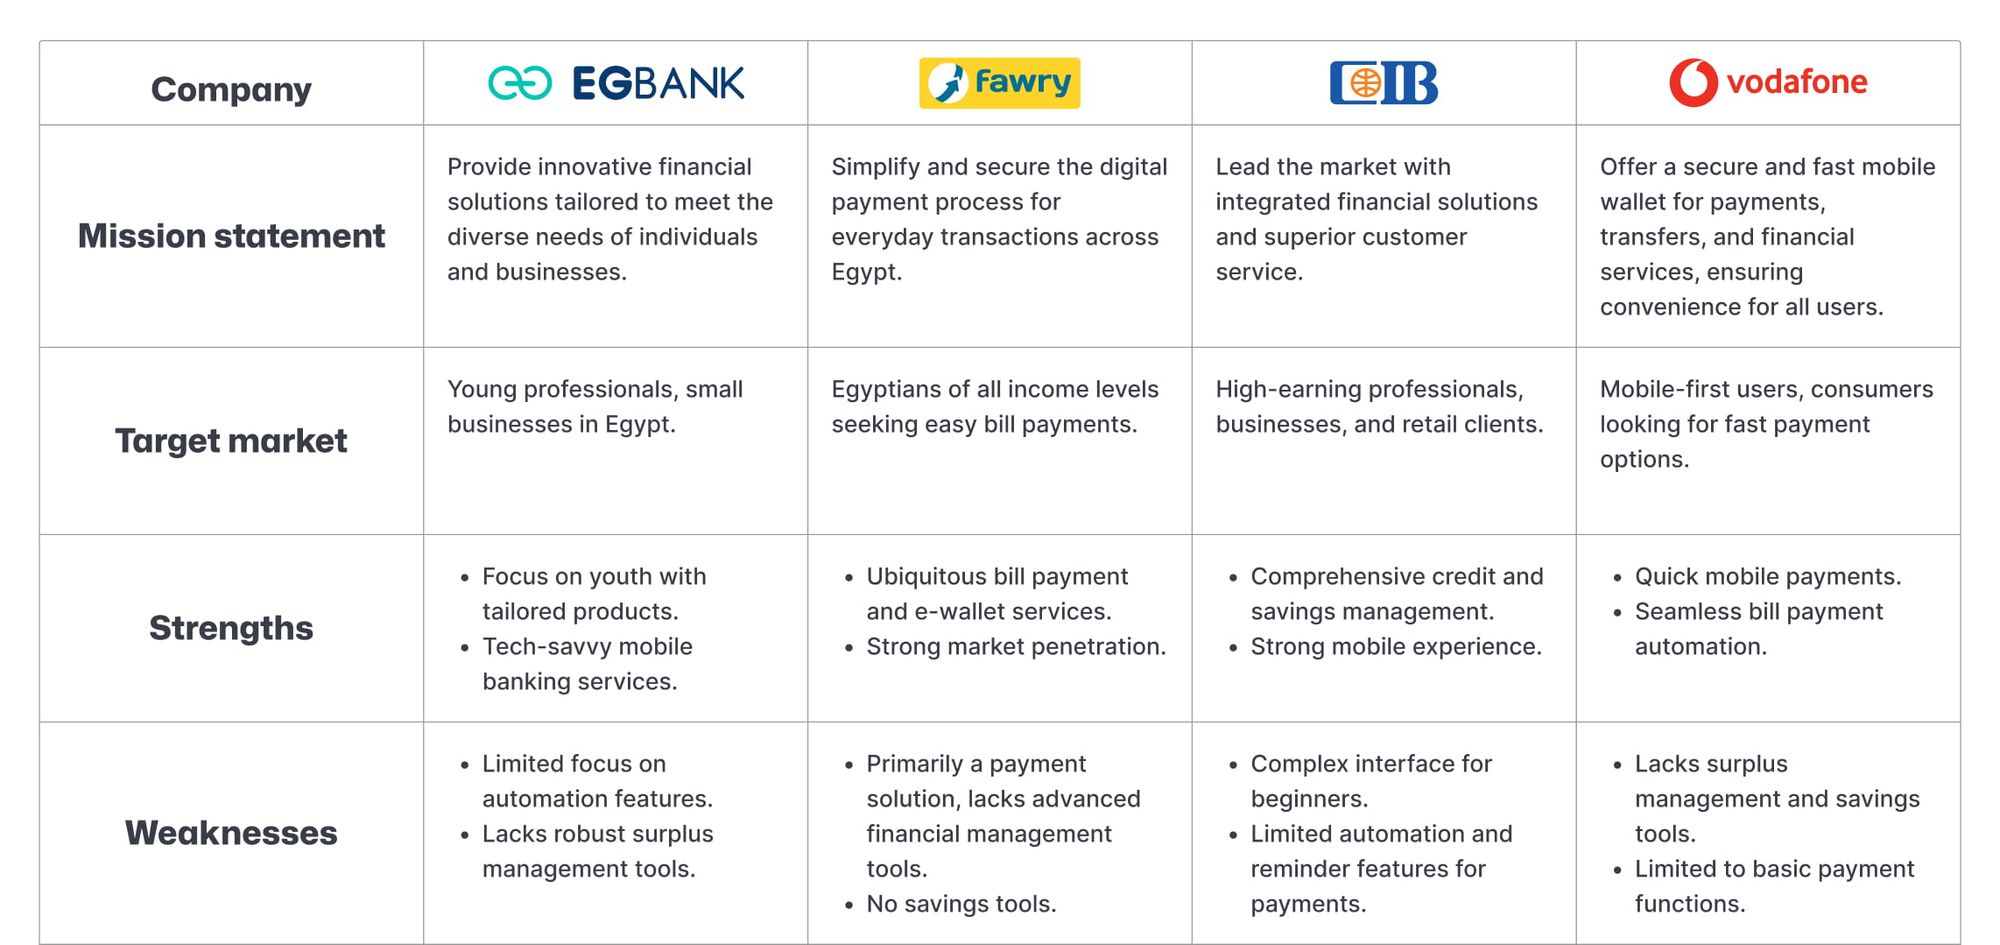 Company
EGBANK
fawry
CIB
vodafone
Mission statement
Provide innovative financial
solutions tailored to meet the
diverse needs of individuals
and businesses.
Simplify and secure the digital
payment process for
everyday transactions across
Egypt.
Lead the market with
integrated financial solutions
and superior customer
service.
Offer a secure and fast mobile
wallet for payments,
transfers, and financial
services, ensuring
convenience for all users.
Target market
Young professionals, small
businesses in Egypt.
Egyptians of all income levels
seeking easy bill payments.
High-earning professionals,
businesses, and retail clients.
Mobile-first users, consumers
looking for fast payment
options.
Strengths
• Focus on youth with
tailored products.
• Tech-savvy mobile
banking services.
• Ubiquitous bill payment
and e-wallet services.
• Strong market penetration.
• Comprehensive credit and
savings management.
• Strong mobile experience.
• Quick mobile payments.
• Seamless bill payment
automation.
Weaknesses
• Limited focus on
automation features.
• Lacks robust surplus
management tools.
• Primarily a payment
solution, lacks advanced
financial management
tools.
• No savings tools.
• Complex interface for
beginners.
• Limited automation and
reminder features for
payments.
• Lacks surplus
management and savings
tools.
• Limited to basic payment
functions.